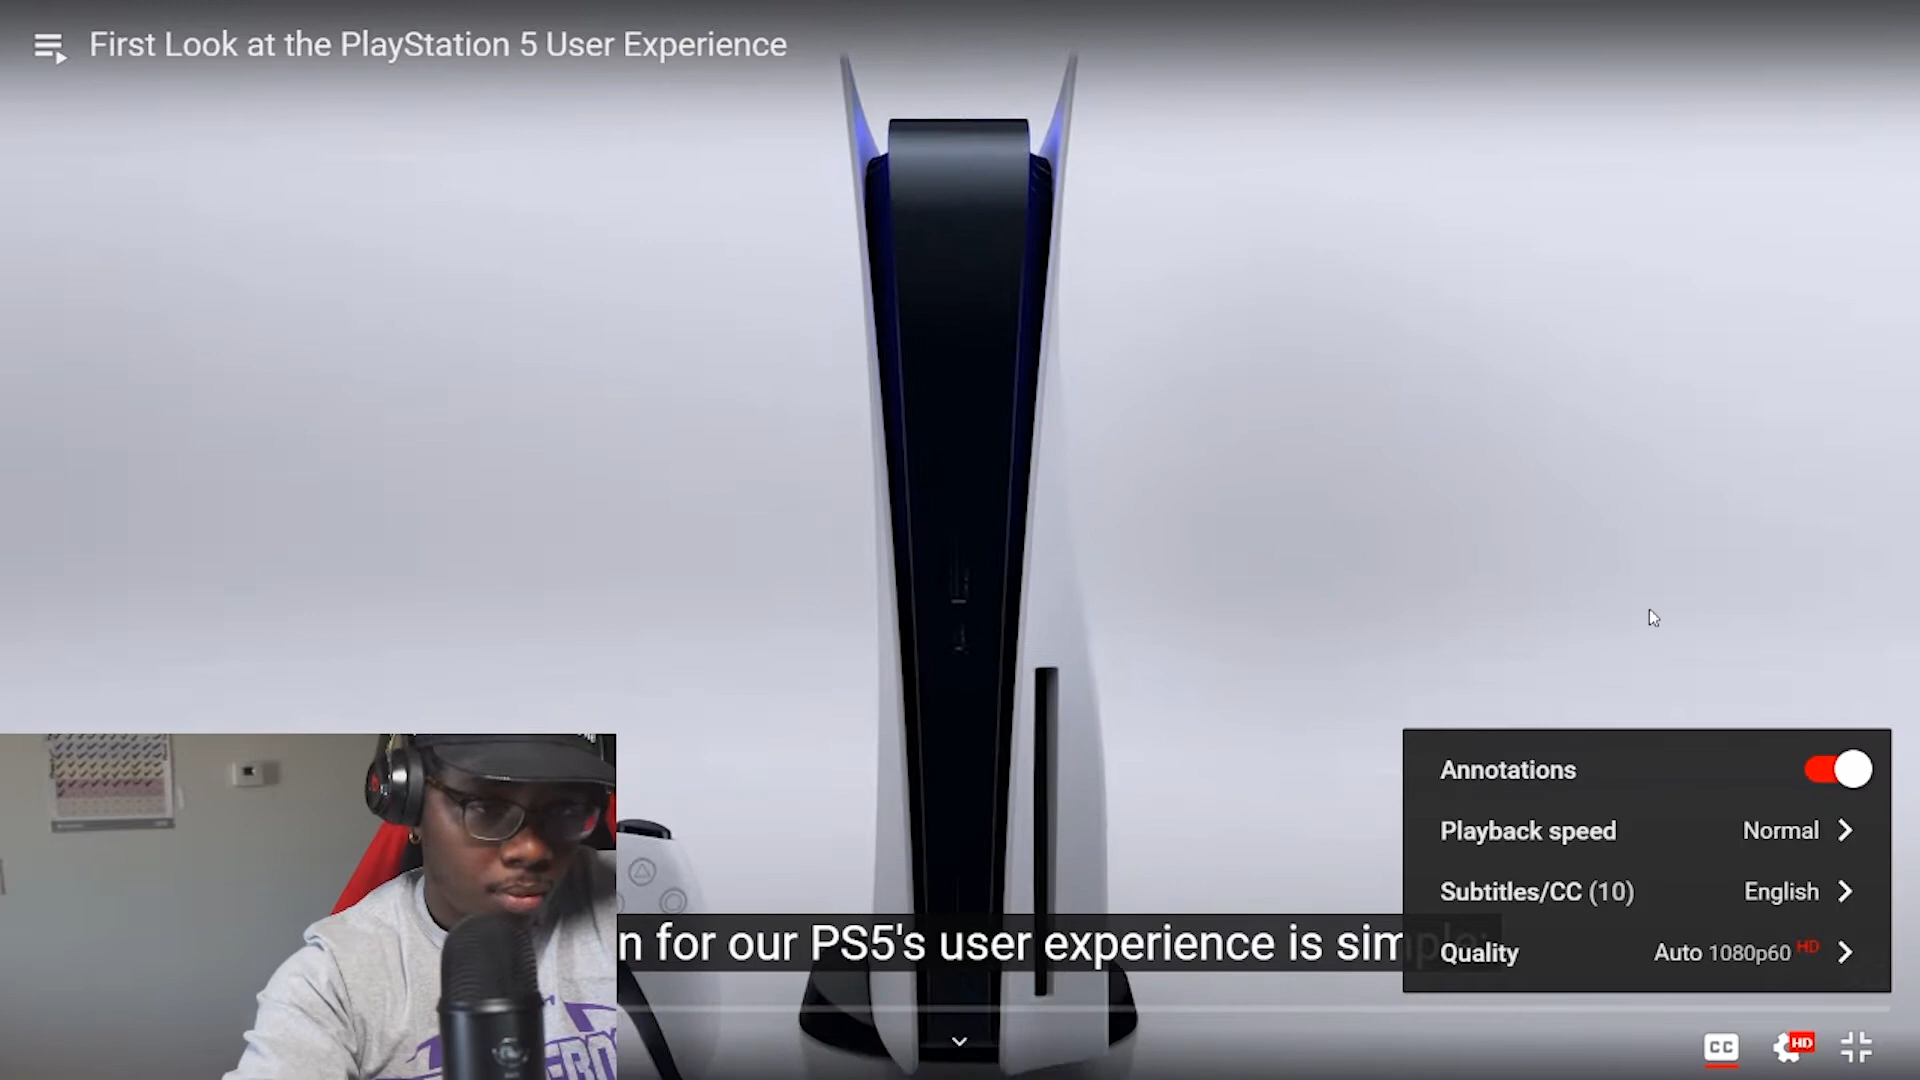 First Look at the PlayStation 5 User Experience
Annotations
Playback speed Normal
Subtitles/CC (10) English
n for our PS5's user experience is simple:
Quality Auto 1080p60 HD
CC HD